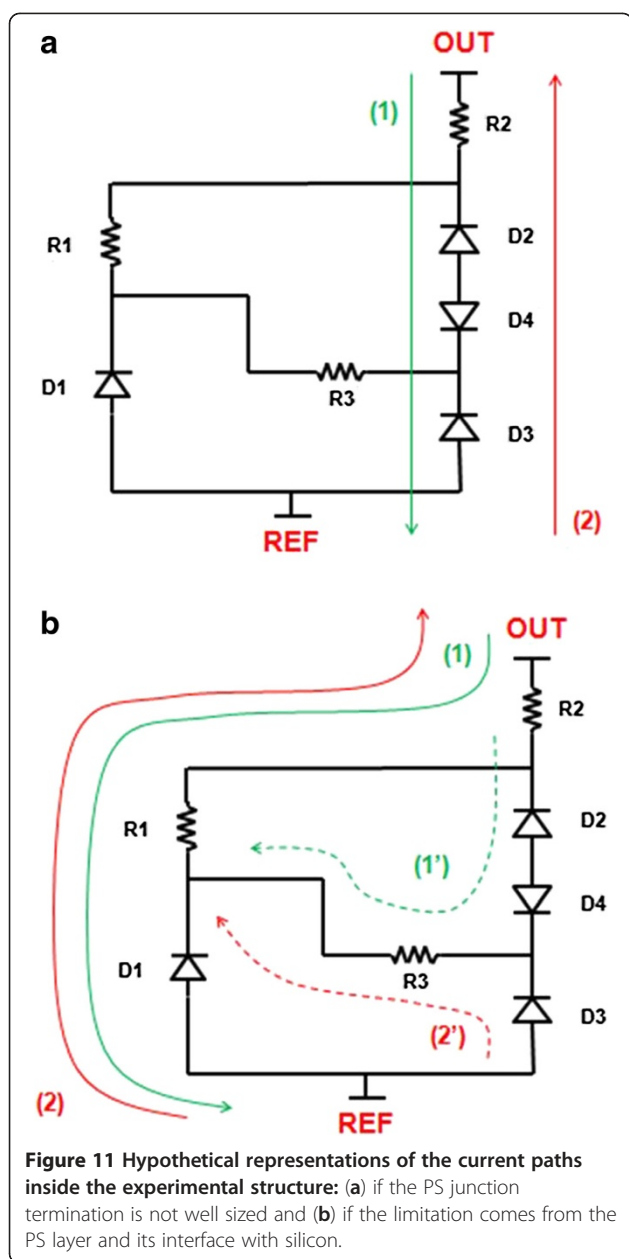 a
OUT
(1)
R2
R1
D2
D4
D1
R3
D3
REF
(2)
b
OUT
(1)
R2
R1
D2
(1')
D4
D1
R3
D3
(2')
(2)
REF
Figure 11 Hypothetical representations of the current paths
inside the experimental structure: (a) if the PS junction
termination is not well sized and (b) if the limitation comes from the
PS layer and its interface with silicon.